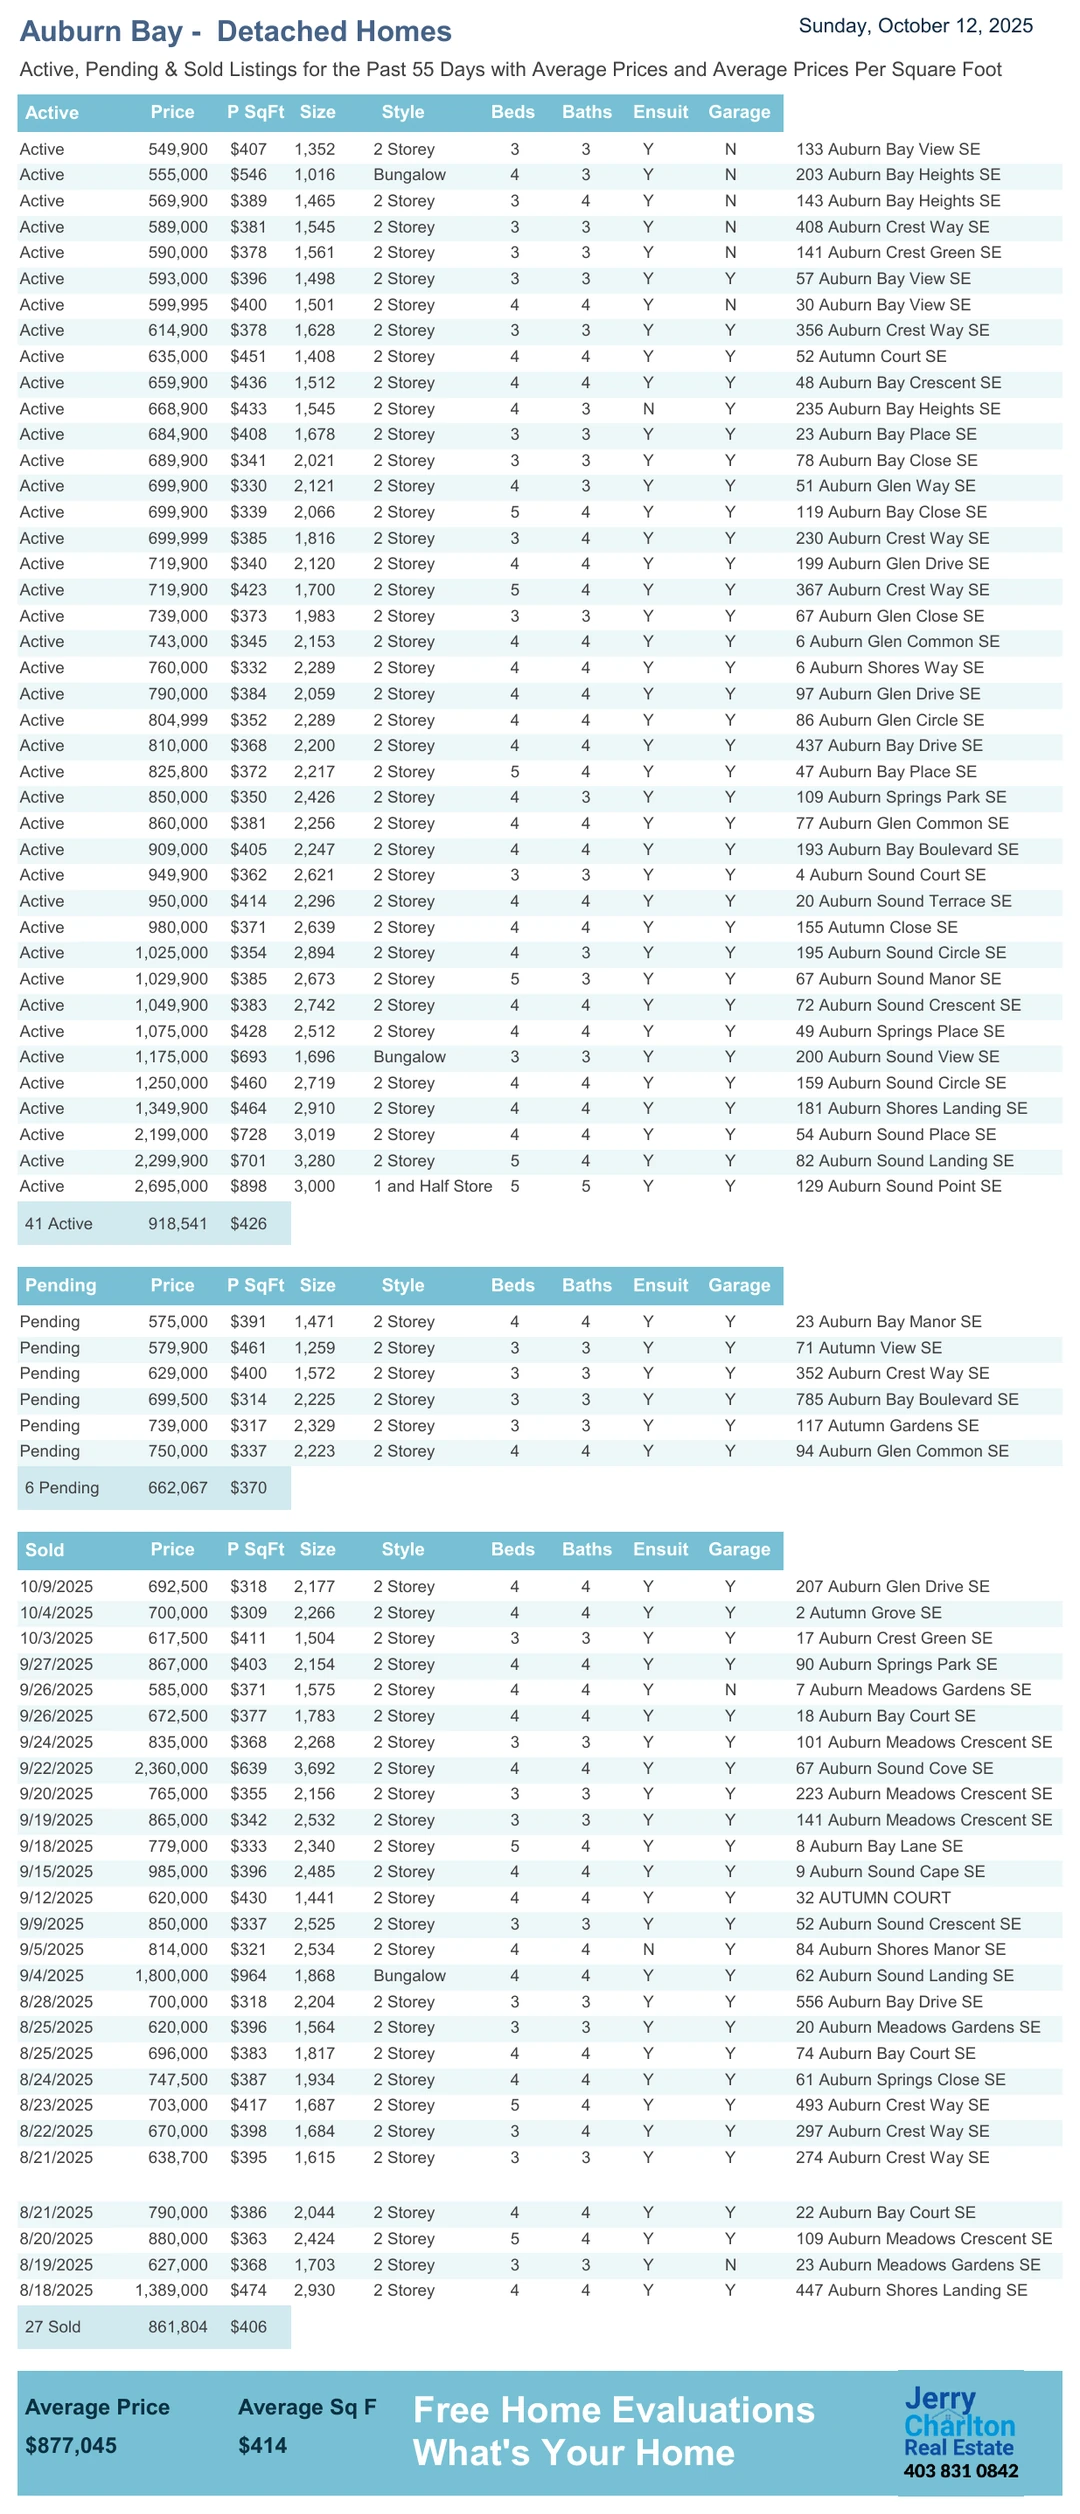 Auburn Bay - Detached Homes
Sunday, October 12, 2025
Active, Pending & Sold Listings for the Past 55 Days with Average Prices and Average Prices Per Square Foot
Active Price P SqFt Size Style Beds Baths Ensuit Garage
Active 549,900 $407 1,352 2 Storey 3 3 Y N 133 Auburn Bay View SE
Active 555,000 $546 1,016 Bungalow 4 3 Y N 203 Auburn Bay Heights SE
Active 569,900 $389 1,465 2 Storey 3 4 Y N 143 Auburn Bay Heights SE
Active 589,000 $381 1,545 2 Storey 3 3 Y N 408 Auburn Crest Way SE
Active 590,000 $378 1,561 2 Storey 3 3 Y N 141 Auburn Crest Green SE
Active 593,000 $396 1,498 2 Storey 3 3 Y Y 57 Auburn Bay View SE
Active 599,995 $400 1,501 2 Storey 4 4 Y N 30 Auburn Bay View SE
Active 614,900 $378 1,628 2 Storey 3 3 Y Y 356 Auburn Crest Way SE
Active 635,000 $451 1,408 2 Storey 4 4 Y Y 52 Autumn Court SE
Active 659,900 $436 1,512 2 Storey 4 4 Y Y 48 Auburn Bay Crescent SE
Active 668,900 $433 1,545 2 Storey 4 3 N Y 235 Auburn Bay Heights SE
Active 684,900 $408 1,678 2 Storey 3 3 Y Y 23 Auburn Bay Place SE
Active 689,900 $341 2,021 2 Storey 3 3 Y Y 78 Auburn Bay Close SE
Active 699,900 $330 2,121 2 Storey 4 3 Y Y 51 Auburn Glen Way SE
Active 699,900 $339 2,066 2 Storey 5 4 Y Y 119 Auburn Bay Close SE
Active 699,999 $385 1,816 2 Storey 3 4 Y Y 230 Auburn Crest Way SE
Active 719,900 $340 2,120 2 Storey 4 4 Y Y 199 Auburn Glen Drive SE
Active 719,900 $423 1,700 2 Storey 5 4 Y Y 367 Auburn Crest Way SE
Active 739,000 $373 1,983 2 Storey 3 3 Y Y 67 Auburn Glen Close SE
Active 743,000 $345 2,153 2 Storey 4 4 Y Y 6 Auburn Glen Common SE
Active 760,000 $332 2,289 2 Storey 4 4 Y Y 6 Auburn Shores Way SE
Active 790,000 $384 2,059 2 Storey 4 4 Y Y 97 Auburn Glen Drive SE
Active 804,999 $352 2,289 2 Storey 4 4 Y Y 86 Auburn Glen Circle SE
Active 810,000 $368 2,200 2 Storey 4 4 Y Y 437 Auburn Bay Drive SE
Active 825,800 $372 2,217 2 Storey 5 4 Y Y 47 Auburn Bay Place SE
Active 850,000 $350 2,426 2 Storey 4 3 Y Y 109 Auburn Springs Park SE
Active 860,000 $381 2,256 2 Storey 4 4 Y Y 77 Auburn Glen Common SE
Active 909,000 $405 2,247 2 Storey 4 4 Y Y 193 Auburn Bay Boulevard SE
Active 949,900 $362 2,621 2 Storey 3 3 Y Y 4 Auburn Sound Court SE
Active 950,000 $414 2,296 2 Storey 4 4 Y Y 20 Auburn Sound Terrace SE
Active 980,000 $371 2,639 2 Storey 4 4 Y Y 155 Autumn Close SE
Active 1,025,000 $354 2,894 2 Storey 4 3 Y Y 195 Auburn Sound Circle SE
Active 1,029,900 $385 2,673 2 Storey 5 3 Y Y 67 Auburn Sound Manor SE
Active 1,049,900 $383 2,742 2 Storey 4 4 Y Y 72 Auburn Sound Crescent SE
Active 1,075,000 $428 2,512 2 Storey 4 4 Y Y 49 Auburn Springs Place SE
Active 1,175,000 $693 1,696 Bungalow 3 3 Y Y 200 Auburn Sound View SE
Active 1,250,000 $460 2,719 2 Storey 4 4 Y Y 159 Auburn Sound Circle SE
Active 1,349,900 $464 2,910 2 Storey 4 4 Y Y 181 Auburn Shores Landing SE
Active 2,199,000 $728 3,019 2 Storey 4 4 Y Y 54 Auburn Sound Place SE
Active 2,299,900 $701 3,280 2 Storey 5 4 Y Y 82 Auburn Sound Landing SE
Active 2,695,000 $898 3,000 1 and Half Store 5 5 Y Y 129 Auburn Sound Point SE
41 Active 918,541 $426
Pending Price P SqFt Size Style Beds Baths Ensuit Garage
Pending 575,000 $391 1,471 2 Storey 4 4 Y Y 23 Auburn Bay Manor SE
Pending 579,900 $461 1,259 2 Storey 3 3 Y Y 71 Autumn View SE
Pending 629,000 $400 1,572 2 Storey 3 3 Y Y 352 Auburn Crest Way SE
Pending 699,500 $314 2,225 2 Storey 3 3 Y Y 785 Auburn Bay Boulevard SE
Pending 739,000 $317 2,329 2 Storey 3 3 Y Y 117 Autumn Gardens SE
Pending 750,000 $337 2,223 2 Storey 4 4 Y Y 94 Auburn Glen Common SE
6 Pending 662,067 $370
Sold Price P SqFt Size Style Beds Baths Ensuit Garage
10/9/2025 692,500 $318 2,177 2 Storey 4 4 Y Y 207 Auburn Glen Drive SE
10/4/2025 700,000 $309 2,266 2 Storey 4 4 Y Y 2 Autumn Grove SE
10/3/2025 617,500 $411 1,504 2 Storey 3 3 Y Y 17 Auburn Crest Green SE
9/27/2025 867,000 $403 2,154 2 Storey 4 4 Y Y 90 Auburn Springs Park SE
9/26/2025 585,000 $371 1,575 2 Storey 4 4 Y N 7 Auburn Meadows Gardens SE
9/26/2025 672,500 $377 1,783 2 Storey 4 4 Y Y 18 Auburn Bay Court SE
9/24/2025 835,000 $368 2,268 2 Storey 3 3 Y Y 101 Auburn Meadows Crescent SE
9/22/2025 2,360,000 $639 3,692 2 Storey 4 4 Y Y 67 Auburn Sound Cove SE
9/20/2025 765,000 $355 2,156 2 Storey 3 3 Y Y 223 Auburn Meadows Crescent SE
9/19/2025 865,000 $342 2,532 2 Storey 3 3 Y Y 141 Auburn Meadows Crescent SE
9/18/2025 779,000 $333 2,340 2 Storey 5 4 Y Y 8 Auburn Bay Lane SE
9/15/2025 985,000 $396 2,485 2 Storey 4 4 Y Y 9 Auburn Sound Cape SE
9/12/2025 620,000 $430 1,441 2 Storey 4 4 Y Y 32 AUTUMN COURT
9/9/2025 850,000 $337 2,525 2 Storey 3 3 Y Y 52 Auburn Sound Crescent SE
9/5/2025 814,000 $321 2,534 2 Storey 4 4 N Y 84 Auburn Shores Manor SE
9/4/2025 1,800,000 $964 1,868 Bungalow 4 4 Y Y 62 Auburn Sound Landing SE
8/28/2025 700,000 $318 2,204 2 Storey 3 3 Y Y 556 Auburn Bay Drive SE
8/25/2025 620,000 $396 1,564 2 Storey 3 3 Y Y 20 Auburn Meadows Gardens SE
8/25/2025 696,000 $383 1,817 2 Storey 4 4 Y Y 74 Auburn Bay Court SE
8/24/2025 747,500 $387 1,934 2 Storey 4 4 Y Y 61 Auburn Springs Close SE
8/23/2025 703,000 $417 1,687 2 Storey 5 4 Y Y 493 Auburn Crest Way SE
8/22/2025 670,000 $398 1,684 2 Storey 3 4 Y Y 297 Auburn Crest Way SE
8/21/2025 638,700 $395 1,615 2 Storey 3 3 Y Y 274 Auburn Crest Way SE
8/21/2025 790,000 $386 2,044 2 Storey 4 4 Y Y 22 Auburn Bay Court SE
8/20/2025 880,000 $363 2,424 2 Storey 5 4 Y Y 109 Auburn Meadows Crescent SE
8/19/2025 627,000 $368 1,703 2 Storey 3 3 Y N 23 Auburn Meadows Gardens SE
8/18/2025 1,389,000 $474 2,930 2 Storey 4 4 Y Y 447 Auburn Shores Landing SE
27 Sold 861,804 $406
Average Price Average Sq F
$877,045 $414
Free Home Evaluations
What's Your Home
Jerry
Charlton
Real Estate
403 831 0842